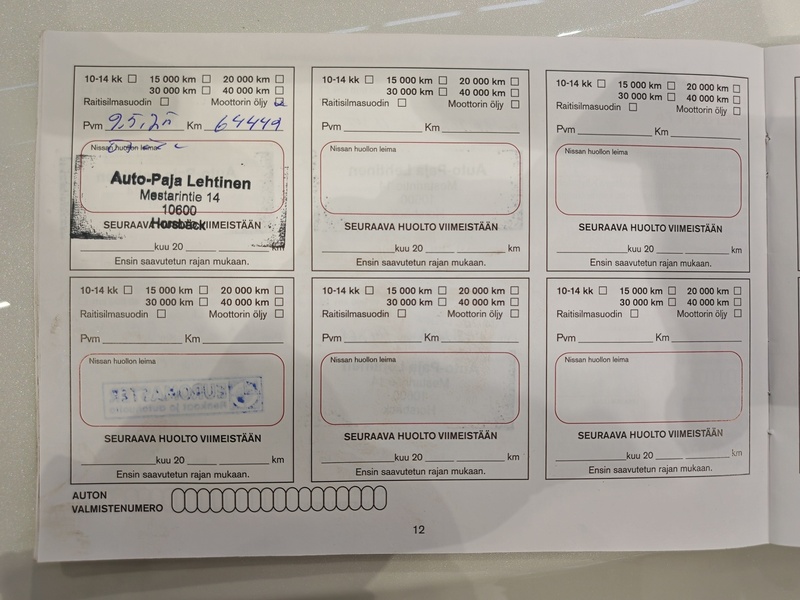 10-14 kk 15 000 km 20 000 km
30 000 km 40 000 km
Raitisilmasuodin Moottorin öljy
Pvm Km 64449
Nissan huollon leima
Auto-Paja Lehtinen
Mestarintie 14
10600
Horsbäck
SEURAAVA HUOLTO VIIMEISTÄÄN
kuu 20 km
Ensin saavutetun rajan mukaan.
10-14 kk 15 000 km 20 000 km
30 000 km 40 000 km
Raitisilmasuodin Moottorin öljy
Pvm Km
Nissan huollon leima
SEURAAVA HUOLTO VIIMEISTÄÄN
kuu 20 km
Ensin saavutetun rajan mukaan.
10-14 kk 15 000 km 20 000 km
30 000 km 40 000 km
Raitisilmasuodin Moottorin öljy
Pvm Km
Nissan huollon leima
SEURAAVA HUOLTO VIIMEISTÄÄN
kuu 20 km
Ensin saavutetun rajan mukaan.
10-14 kk 15 000 km 20 000 km
30 000 km 40 000 km
Raitisilmasuodin Moottorin öljy
Pvm Km
Nissan huollon leima
SEURAAVA HUOLTO VIIMEISTÄÄN
kuu 20 km
Ensin saavutetun rajan mukaan.
10-14 kk 15 000 km 20 000 km
30 000 km 40 000 km
Raitisilmasuodin Moottorin öljy
Pvm Km
Nissan huollon leima
SEURAAVA HUOLTO VIIMEISTÄÄN
kuu 20 km
Ensin saavutetun rajan mukaan.
10-14 kk 15 000 km 20 000 km
30 000 km 40 000 km
Raitisilmasuodin Moottorin öljy
Pvm Km
Nissan huollon leima
SEURAAVA HUOLTO VIIMEISTÄÄN
kuu 20 km
Ensin saavutetun rajan mukaan.
AUTON
VALMISTENUMERO
12